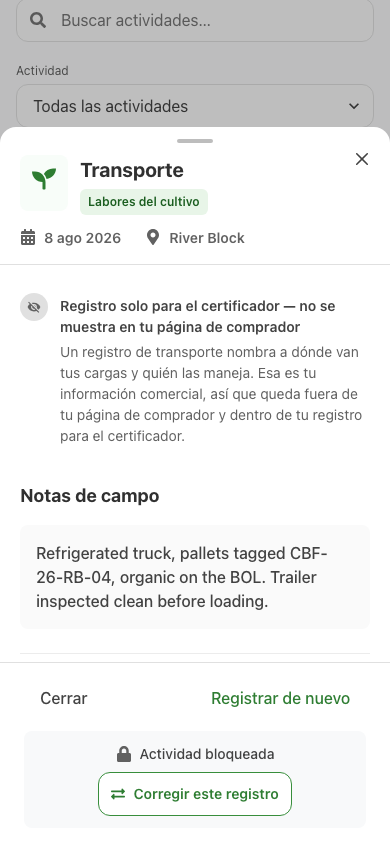 Buscar actividades...
Actividad
Todas las actividades
Transporte
Labores del cultivo
8 ago 2026
River Block
Registro solo para el certificador — no se
muestra en tu página de comprador
Un registro de transporte nombra a dónde van
tus cargas y quién las maneja. Esa es tu
información comercial, así que queda fuera de
tu página de comprador y dentro de tu registro
para el certificador.
Notas de campo
Refrigerated truck, pallets tagged CBF-
26-RB-04, organic on the BOL. Trailer
inspected clean before loading.
Cerrar
Registrar de nuevo
Actividad bloqueada
Corregir este registro